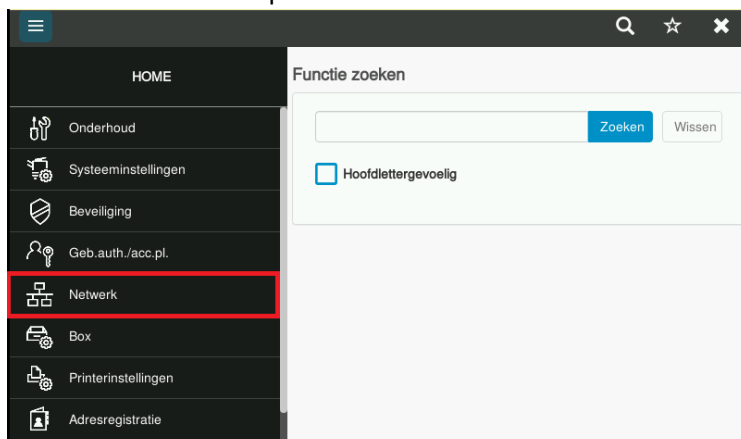 HOME
Onderhoud
Systeeminstellingen
Beveiliging
Geb.auth./acc.pl.
Netwerk
Box
Printerinstellingen
Adresregistratie
Functie zoeken
Zoeken
Wissen
Hoofdlettergevoelig